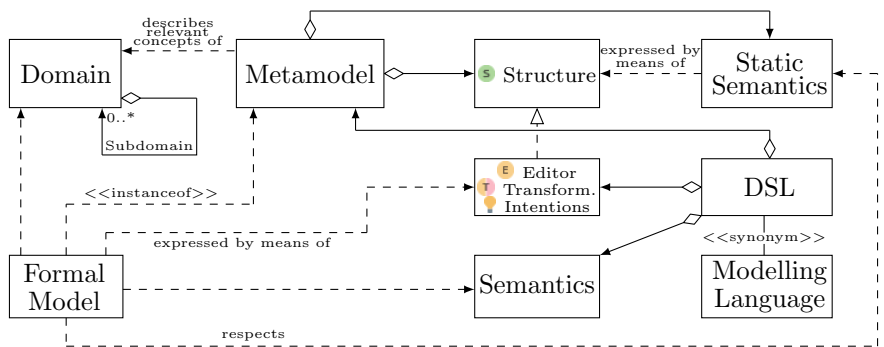 describes
relevant
concepts of
Domain
Metamodel
S Structure
expressed by
means of
Static
Semantics
0..*
Subdomain
<<instanceof>>
E Editor
T Transform.
Intentions
DSL
expressed by means of
<<synonym>>
Formal
Model
Semantics
Modelling
Language
respects